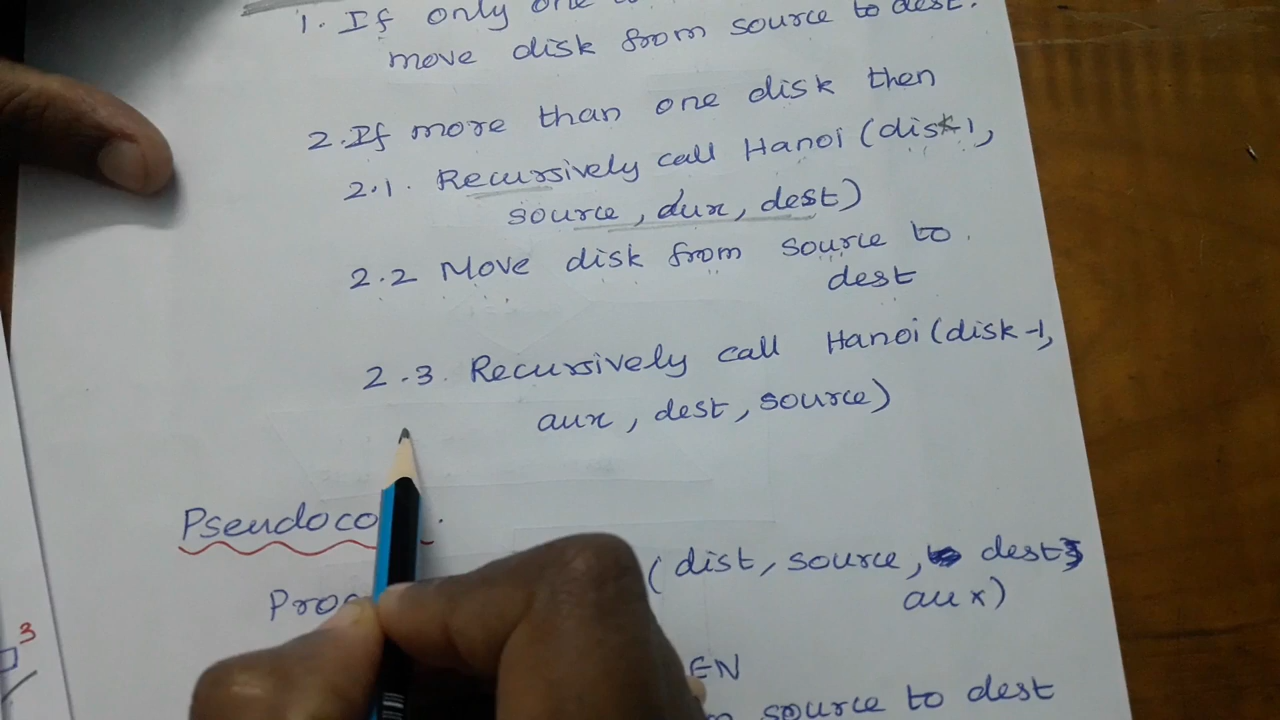 1. If only one
move disk from source to dest.
2. If more than one disk then
2.1. Recursively call Hanoi (disk-1,
source, aux, dest)
2.2 Move disk from source to
dest
2.3. Recursively call Hanoi (disk-1,
aux, dest, source)
Pseudoco
(dist, source, dest,
aux)
source to dest
3